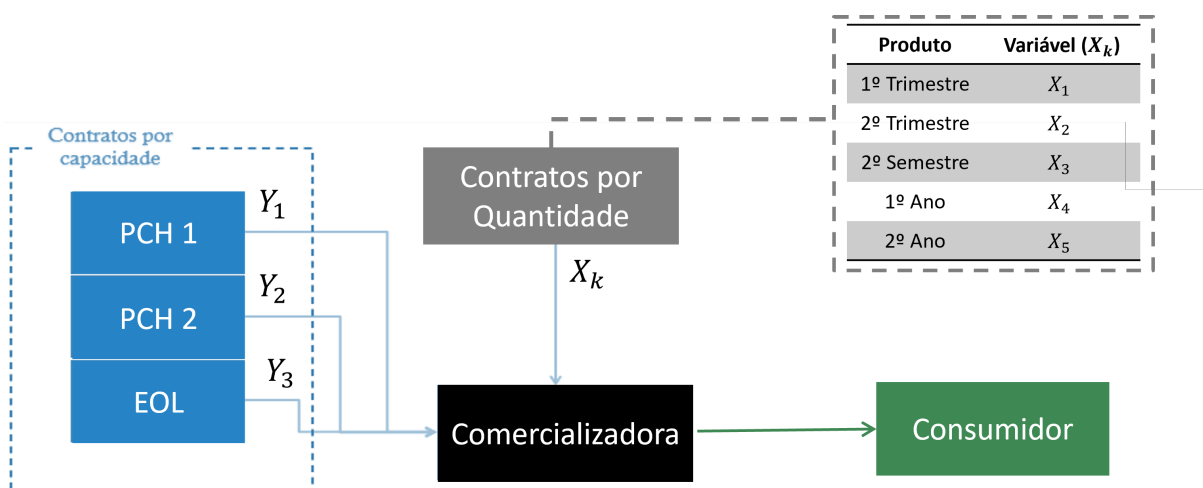 Produto Variável (X_k)
1º Trimestre X_1
2º Trimestre X_2
2º Semestre X_3
1º Ano X_4
2º Ano X_5
Contratos por
capacidade
Contratos por
Quantidade
PCH 1 Y_1
PCH 2 Y_2
EOL Y_3
X_k
Comercializadora
Consumidor